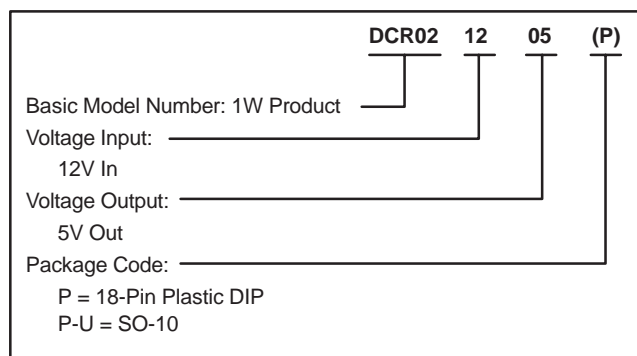 DCR02 12 05 (P)
Basic Model Number: 1W Product
Voltage Input:
12V In
Voltage Output:
5V Out
Package Code:
P = 18-Pin Plastic DIP
P-U = SO-10